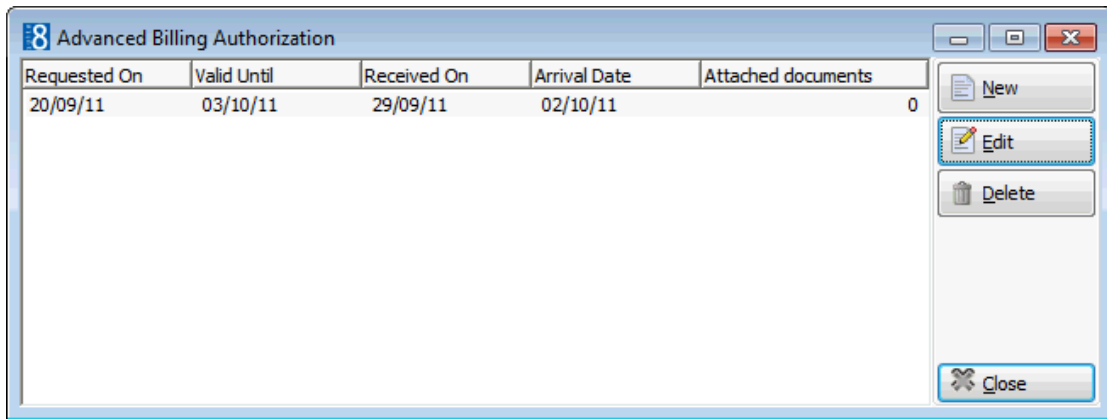 8 Advanced Billing Authorization
Requested On Valid Until Received On Arrival Date Attached documents
20/09/11 03/10/11 29/09/11 02/10/11 0
New
Edit
Delete
Close